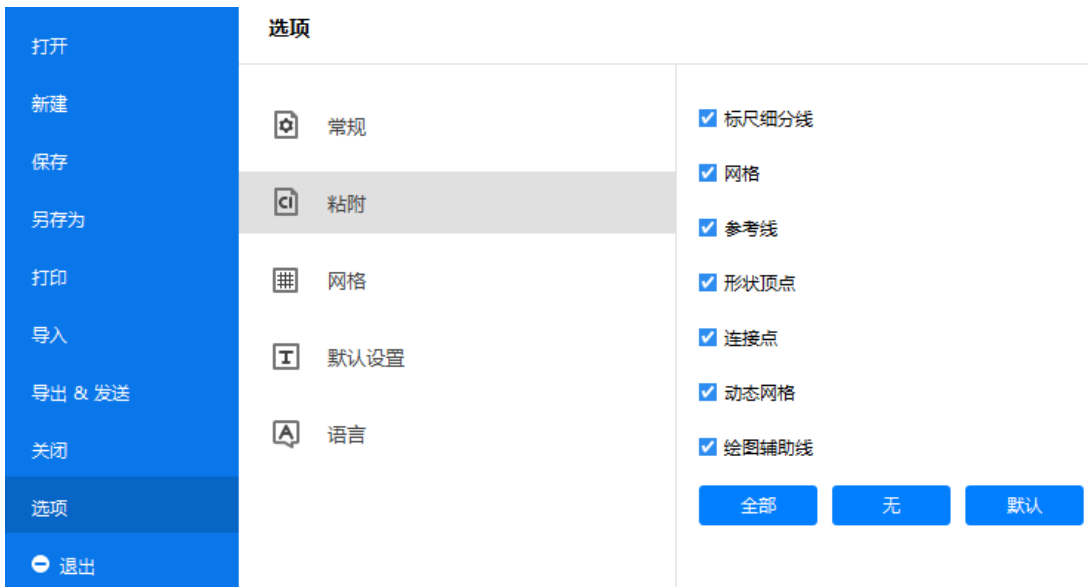 打开
新建
保存
另存为
打印
导入
导出 & 发送
关闭
选项
退出
选项
常规
粘附
网格
默认设置
语言
标尺细分线
网格
参考线
形状顶点
连接点
动态网格
绘图辅助线
全部 无 默认